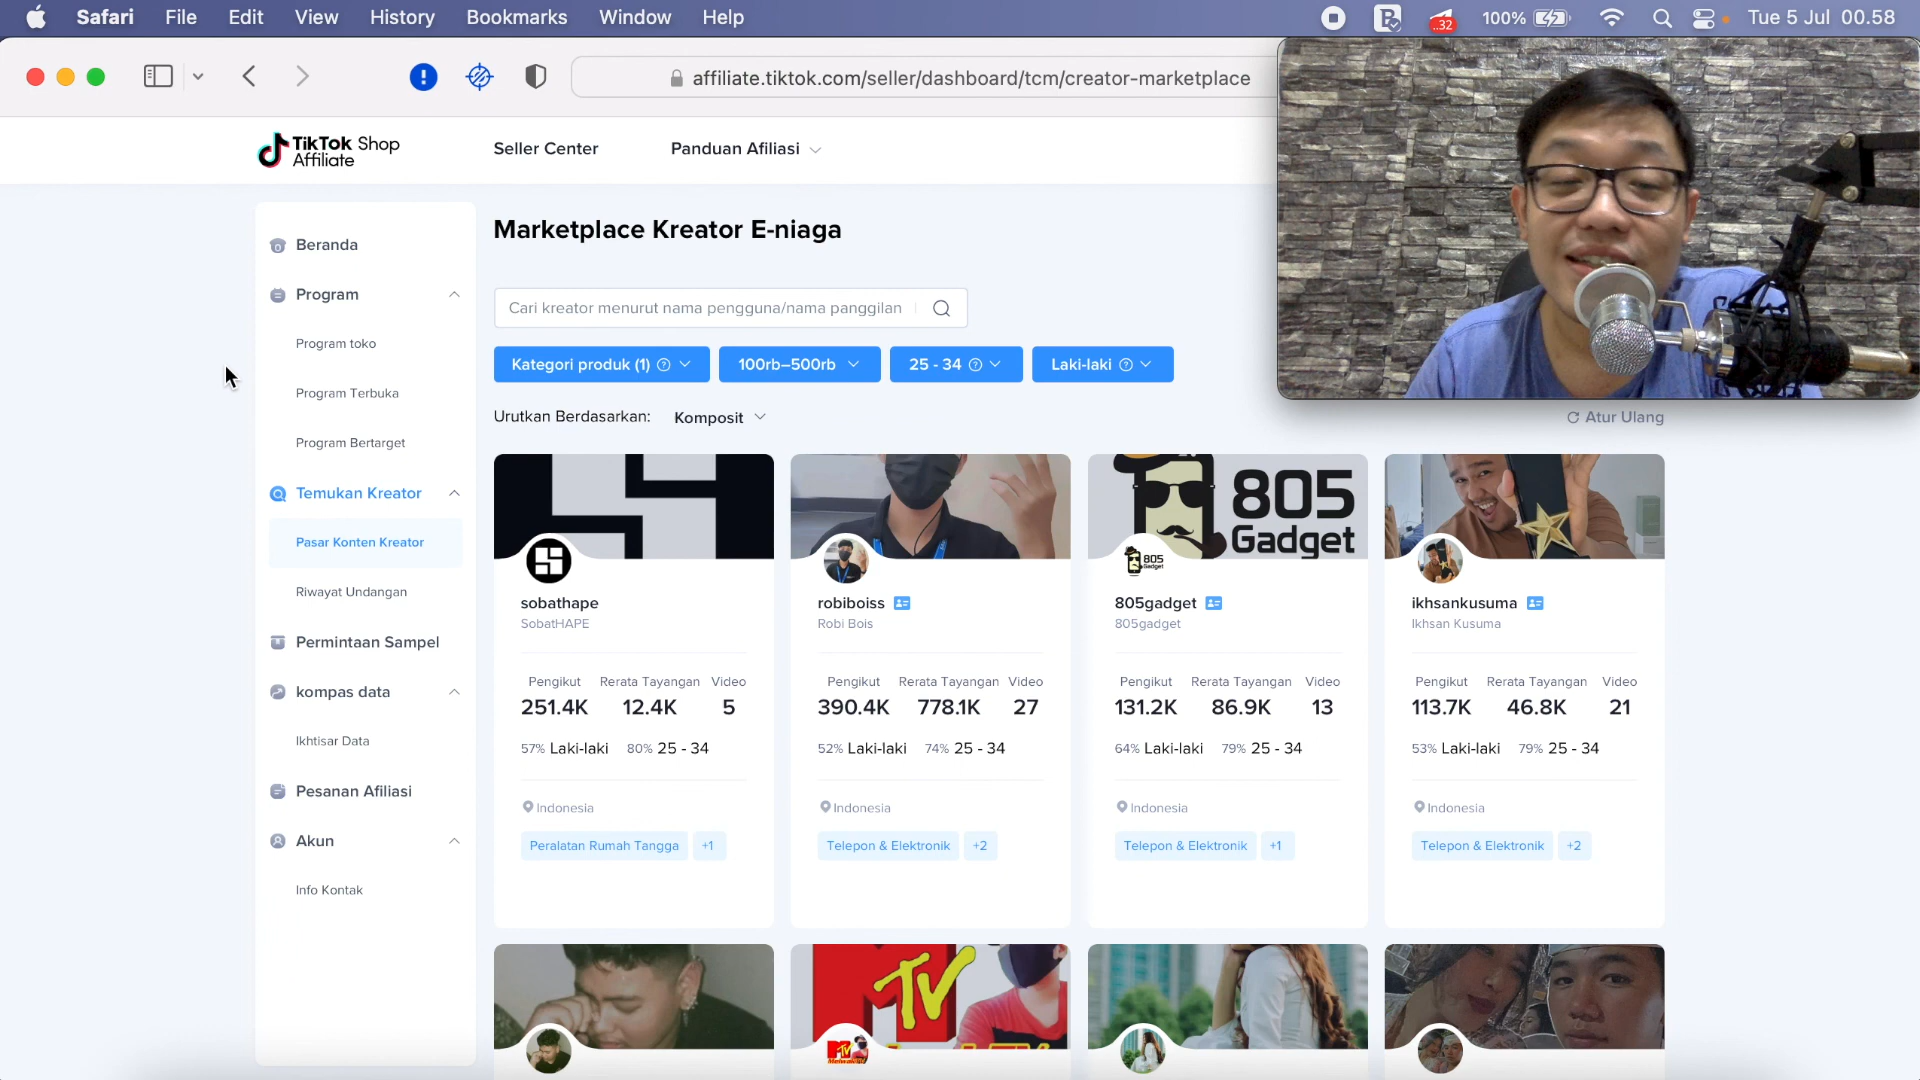 Safari File Edit View History Bookmarks Window Help
..32 100% Tue 5 Jul 00.58
affiliate.tiktok.com/seller/dashboard/tcm/creator-marketplace
TikTok Shop
Affiliate
Seller Center
Panduan Afiliasi
Beranda
Program
Program toko
Program Terbuka
Program Bertarget
Temukan Kreator
Pasar Konten Kreator
Riwayat Undangan
Permintaan Sampel
kompas data
Ikhtisar Data
Pesanan Afiliasi
Akun
Info Kontak
Marketplace Kreator E-niaga
Cari kreator menurut nama pengguna/nama panggilan
Kategori produk (1) 100rb–500rb 25 - 34 Laki-laki
Urutkan Berdasarkan: Komposit
Atur Ulang
sobathape
SobatHAPE
Pengikut Rerata Tayangan Video
251.4K 12.4K 5
57% Laki-laki 80% 25 - 34
Indonesia
Peralatan Rumah Tangga +1
robiboiss
Robi Bois
Pengikut Rerata Tayangan Video
390.4K 778.1K 27
52% Laki-laki 74% 25 - 34
Indonesia
Telepon & Elektronik +2
805
Gadget
805
Gadget
805gadget
805gadget
Pengikut Rerata Tayangan Video
131.2K 86.9K 13
64% Laki-laki 79% 25 - 34
Indonesia
Telepon & Elektronik +1
ikhsankusuma
Ikhsan Kusuma
Pengikut Rerata Tayangan Video
113.7K 46.8K 21
53% Laki-laki 79% 25 - 34
Indonesia
Telepon & Elektronik +2
MTV
MTV